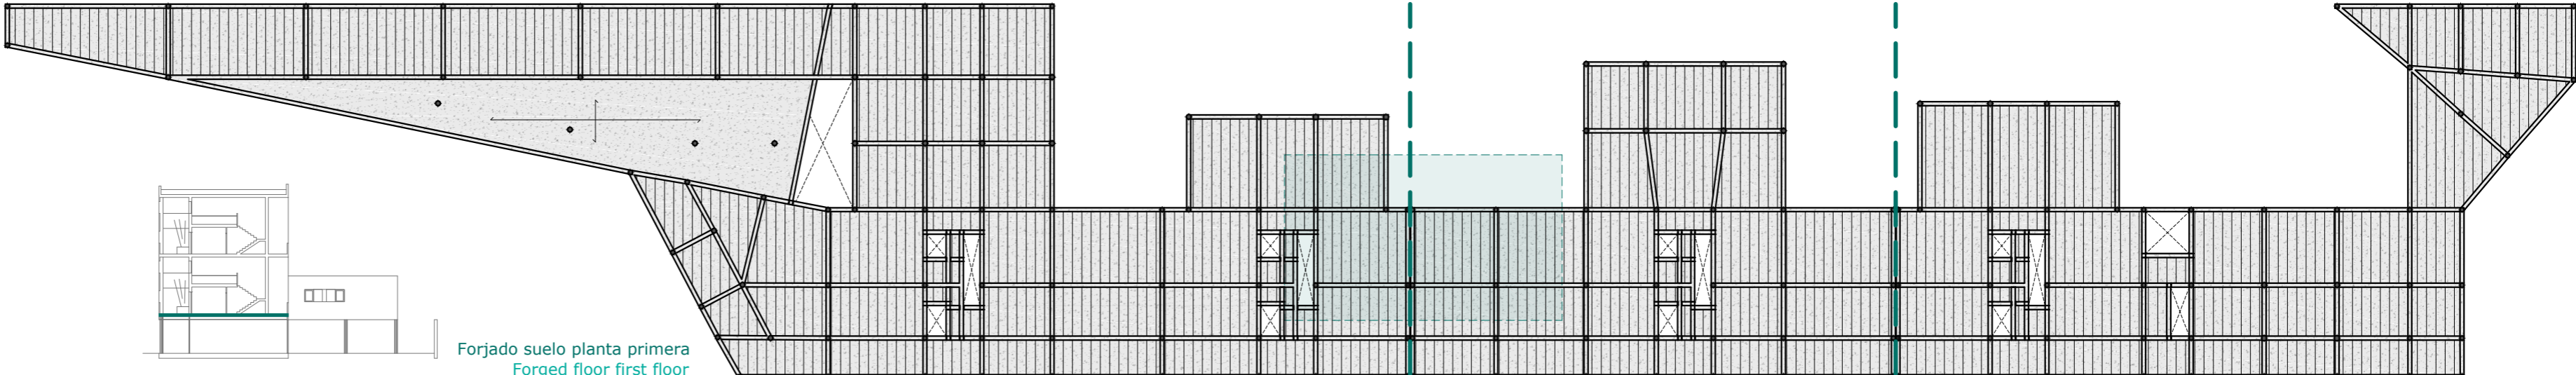 Forjado suelo planta primera
Forged floor first floor